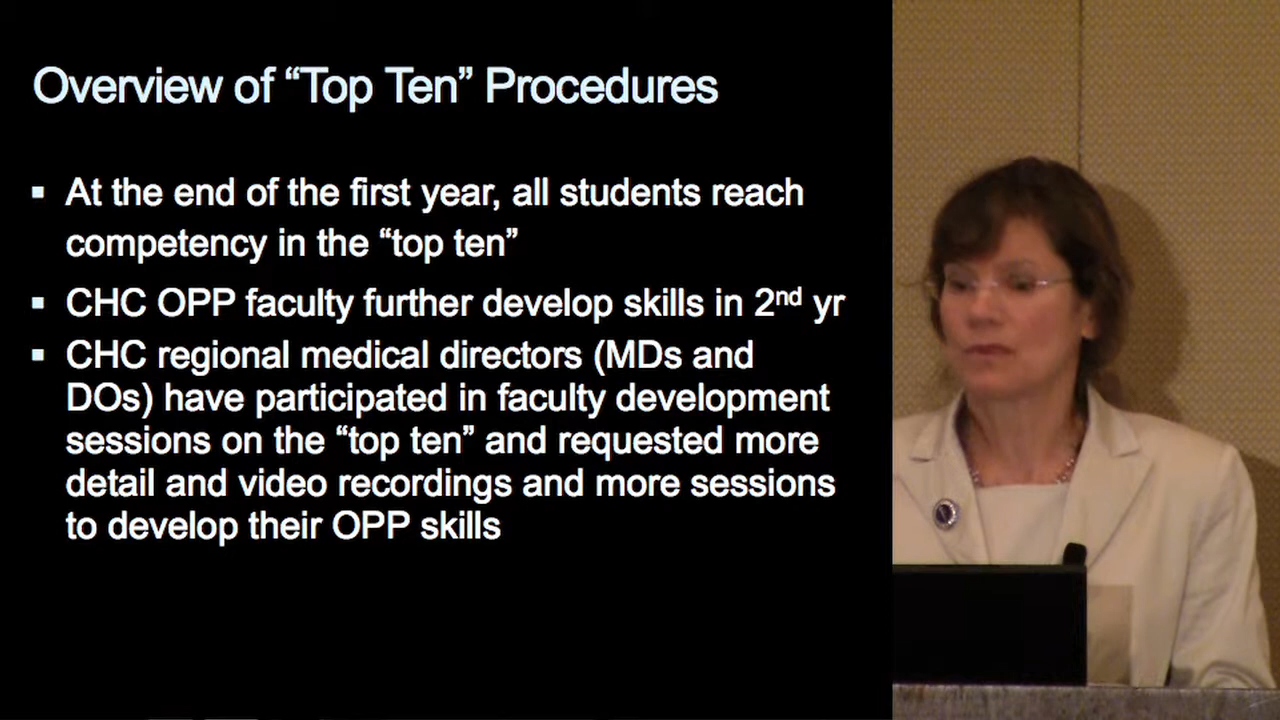 Overview of “Top Ten” Procedures
▪ At the end of the first year, all students reach
competency in the “top ten”
▪ CHC OPP faculty further develop skills in 2nd yr
▪ CHC regional medical directors (MDs and
DOs) have participated in faculty development
sessions on the “top ten” and requested more
detail and video recordings and more sessions
to develop their OPP skills